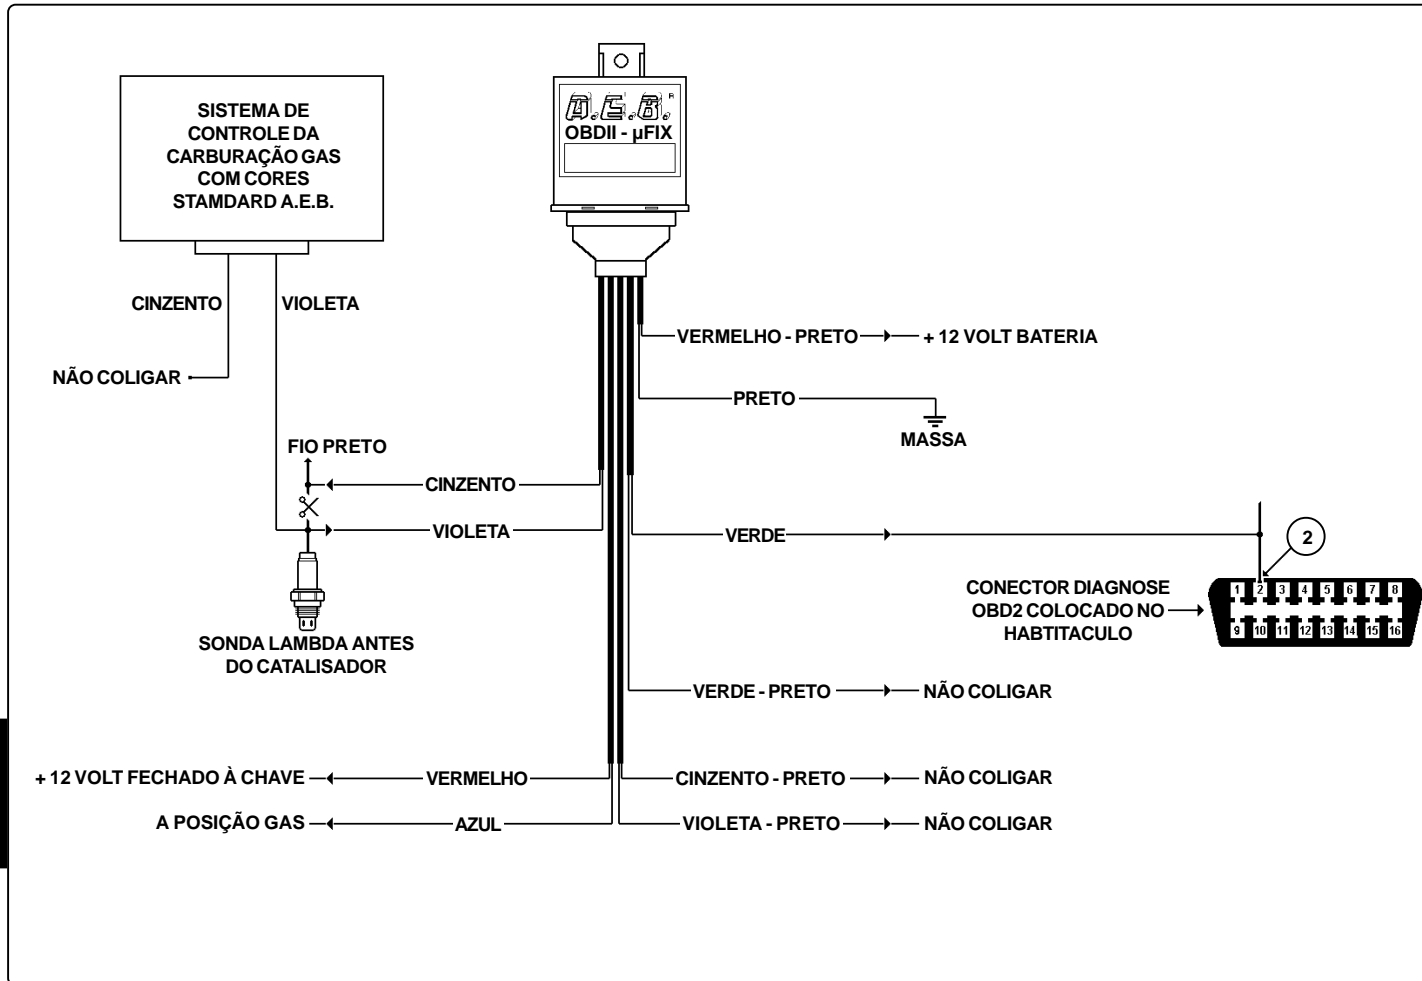 SISTEMA DE
CONTROLE DA
CARBURAÇÃO GAS
COM CORES
STAMDARD A.E.B.
A.E.B. R
OBDII - µFIX
CINZENTO
VIOLETA
NÃO COLIGAR
VERMELHO - PRETO
+ 12 VOLT BATERIA
PRETO
MASSA
FIO PRETO
CINZENTO
VIOLETA
VERDE
2
CONECTOR DIAGNOSE
OBD2 COLOCADO NO
HABTITACULO
1 2 3 4 5 6 7 8
9 10 11 12 13 14 15 16
SONDA LAMBDA ANTES
DO CATALISADOR
VERDE - PRETO
NÃO COLIGAR
+ 12 VOLT FECHADO À CHAVE
VERMELHO
CINZENTO - PRETO
NÃO COLIGAR
A POSIÇÃO GAS
AZUL
VIOLETA - PRETO
NÃO COLIGAR